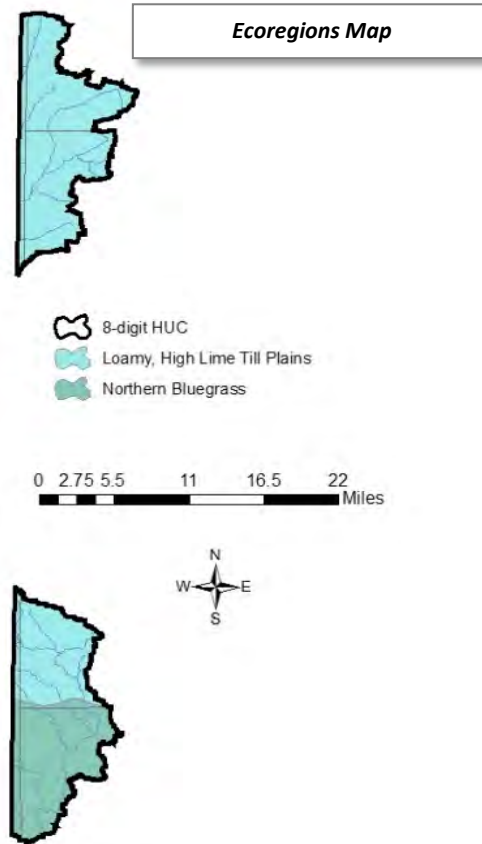 Ecoregions Map
8-digit HUC
Loamy, High Lime Till Plains
Northern Bluegrass
0 2.75 5.5 11 16.5 22
Miles
N
W E
S